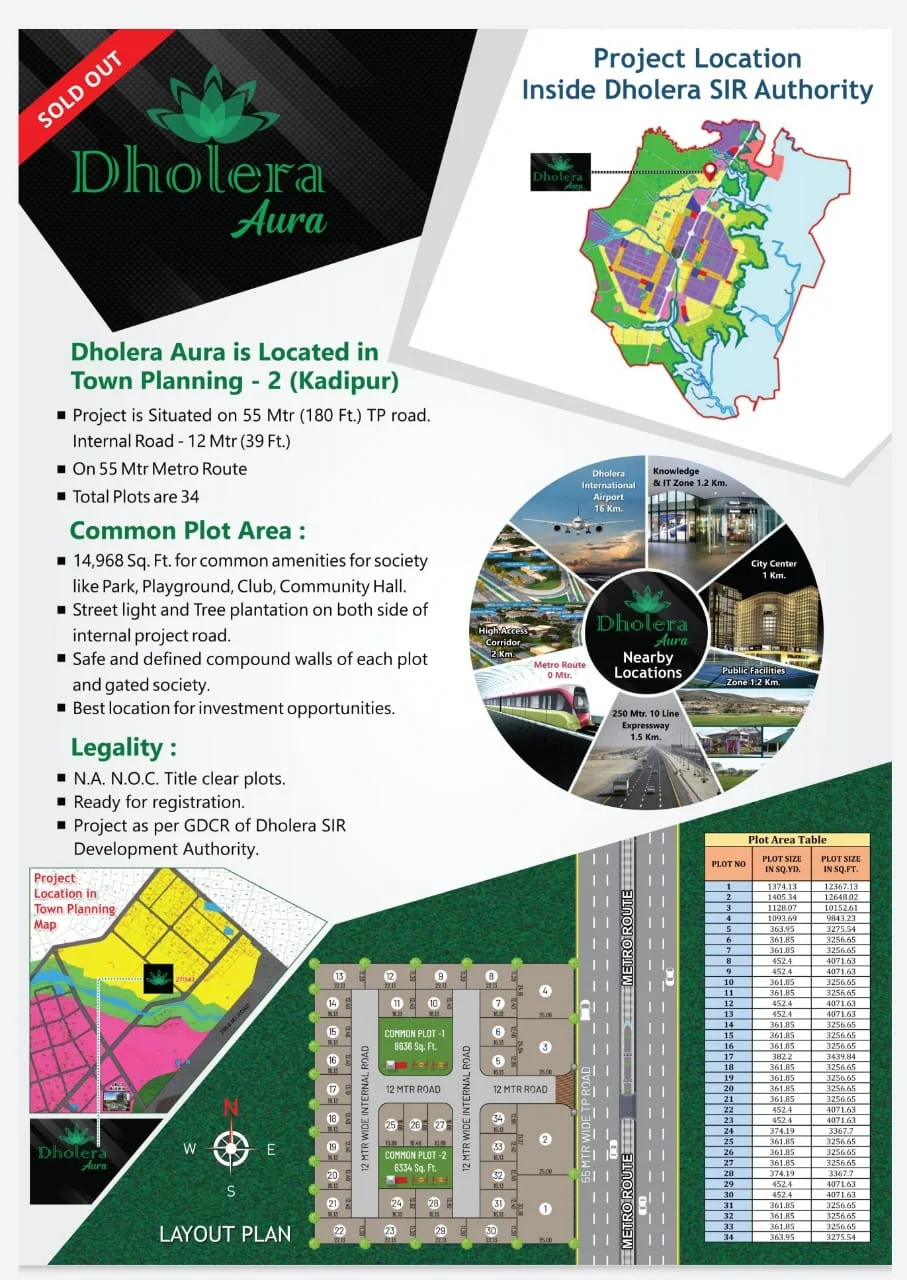 SOLD OUT
Dholera
Aura
Project Location
Inside Dholera SIR Authority
Dholera
Aura
Dholera Aura is Located in
Town Planning - 2 (Kadipur)
■ Project is Situated on 55 Mtr (180 Ft.) TP road.
Internal Road - 12 Mtr (39 Ft.)
■ On 55 Mtr Metro Route
■ Total Plots are 34
Common Plot Area :
■ 14,968 Sq. Ft. for common amenities for society
like Park, Playground, Club, Community Hall.
■ Street light and Tree plantation on both side of
internal project road.
■ Safe and defined compound walls of each plot
and gated society.
■ Best location for investment opportunities.
Legality :
■ N.A. N.O.C. Title clear plots.
■ Ready for registration.
■ Project as per GDCR of Dholera SIR
Development Authority.
Dholera
International
Airport
16 Km.
Knowledge
& IT Zone 1.2 Km.
City Center
1 Km.
Public Facilities
Zone 1.2 Km.
250 Mtr. 10 Line
Expressway
1.5 Km.
Metro Route
0 Mtr.
High Access
Corridor
2 Km.
Dholera
Aura
Nearby
Locations
Project
Location in
Town Planning
Map
Dholera
Aura
N
W E
S
LAYOUT PLAN
13 12 9 8
14 11 10 7 4
15 COMMON PLOT -1 6
8636 Sq. Ft.
16 5 3
17 12 MTR ROAD 12 MTR ROAD
18 25 26 27 34
19 COMMON PLOT -2 33 2
6334 Sq. Ft.
20 32
21 24 28 31 1
22 23 29 30
12 MTR WIDE INTERNAL ROAD
12 MTR WIDE INTERNAL ROAD
55 MTR WIDE TP ROAD
METRO ROUTE
METRO ROUTE
Plot Area Table
PLOT NO PLOT SIZE IN SQ.YD. PLOT SIZE IN SQ.FT.
1 1374.13 12367.13
2 1405.34 12648.02
3 1128.07 10152.61
4 1093.69 9843.23
5 363.95 3275.54
6 361.85 3256.65
7 361.85 3256.65
8 452.4 4071.63
9 452.4 4071.63
10 361.85 3256.65
11 361.85 3256.65
12 452.4 4071.63
13 452.4 4071.63
14 361.85 3256.65
15 361.85 3256.65
16 361.85 3256.65
17 382.2 3439.84
18 361.85 3256.65
19 361.85 3256.65
20 361.85 3256.65
21 361.85 3256.65
22 452.4 4071.63
23 452.4 4071.63
24 374.19 3367.7
25 361.85 3256.65
26 361.85 3256.65
27 361.85 3256.65
28 374.19 3367.7
29 452.4 4071.63
30 452.4 4071.63
31 361.85 3256.65
32 361.85 3256.65
33 361.85 3256.65
34 363.95 3275.54